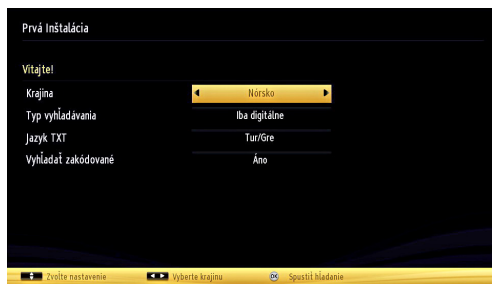 Prvá Inštalácia
Vitajte!
Krajina Nórsko
Typ vyhľadávania Iba digitálne
Jazyk TXT Tur/Gre
Vyhľadať zakódované Áno
Zvoľte nastavenie Vyberte krajinu OK Spustiť hľadanie